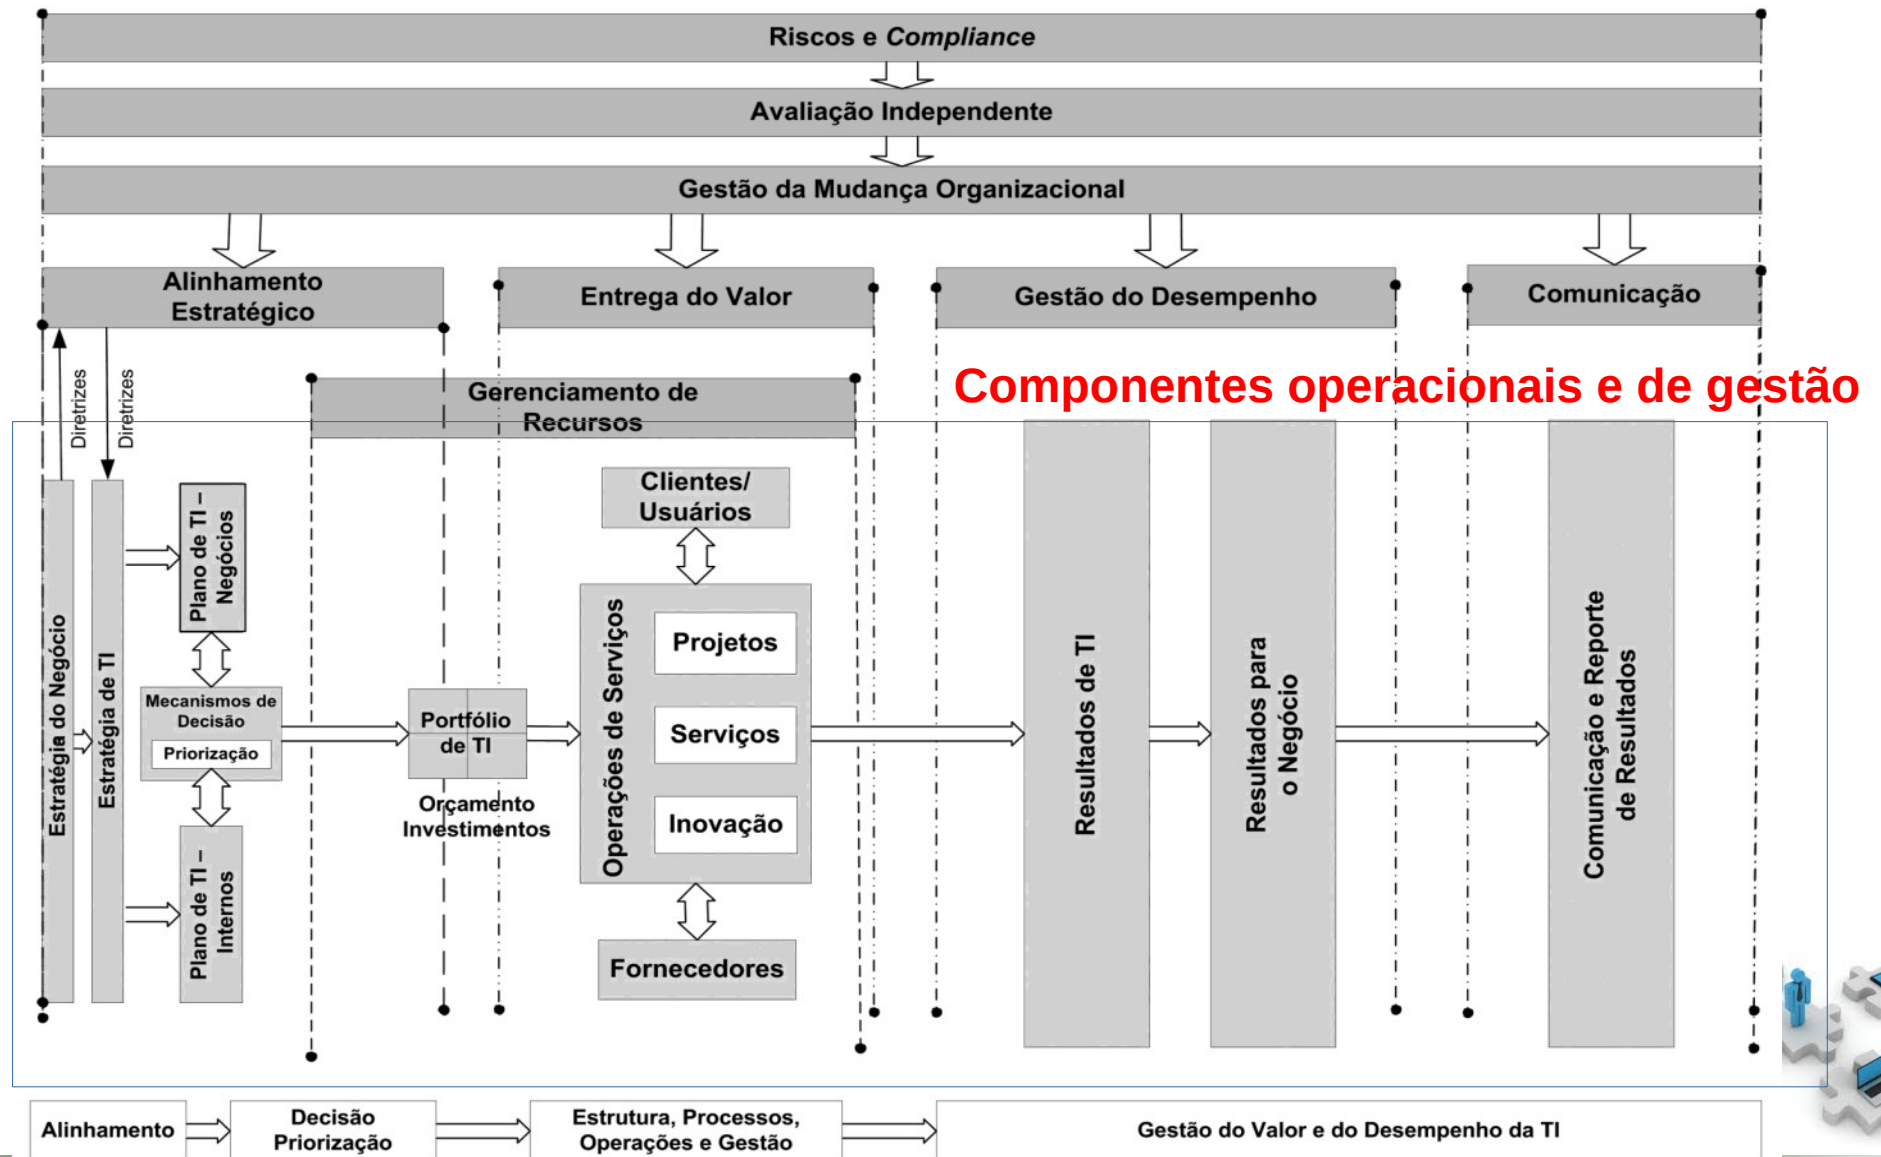 Riscos e Compliance
Avaliação Independente
Gestão da Mudança Organizacional
Alinhamento
Estratégico
Entrega do Valor
Gestão do Desempenho
Comunicação
Diretrizes
Diretrizes
Gerenciamento de
Recursos
Componentes operacionais e de gestão
Estratégia do Negócio
Estratégia de TI
Plano de TI –
Negócios
Mecanismos de
Decisão
Priorização
Plano de TI –
Internos
Portfólio
de TI
Orçamento
Investimentos
Clientes/
Usuários
Operações de Serviços
Projetos
Serviços
Inovação
Fornecedores
Resultados de TI
Resultados para
o Negócio
Comunicação e Reporte
de Resultados
Alinhamento
Decisão
Priorização
Estrutura, Processos,
Operações e Gestão
Gestão do Valor e do Desempenho da TI